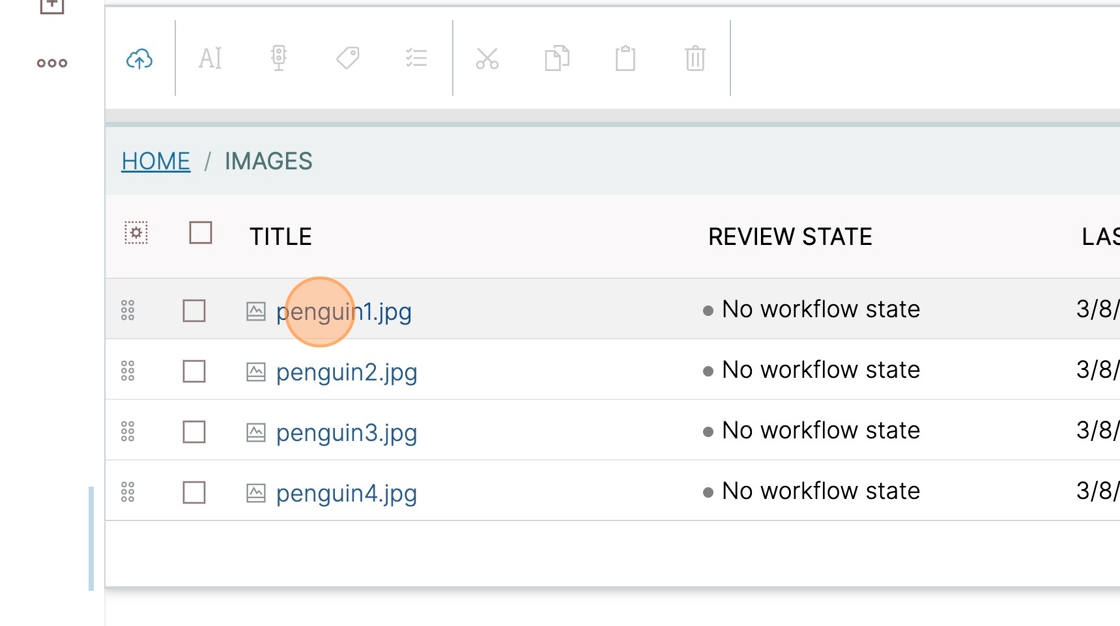 HOME / IMAGES
TITLE REVIEW STATE LAS
penguin1.jpg No workflow state 3/8/
penguin2.jpg No workflow state 3/8/
penguin3.jpg No workflow state 3/8/
penguin4.jpg No workflow state 3/8/